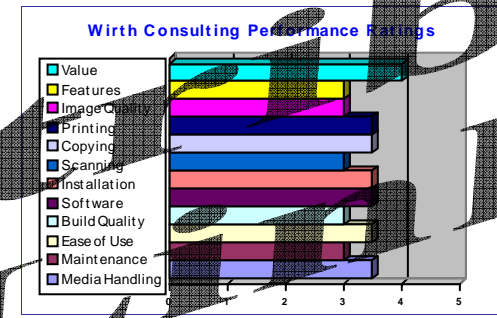 Wirth Consulting Performance Ratings
Value
Features
Image Quality
Printing
Copying
Scanning
Installation
Software
Build Quality
Ease of Use
Maintenance
Media Handling
0 1 2 3 4 5